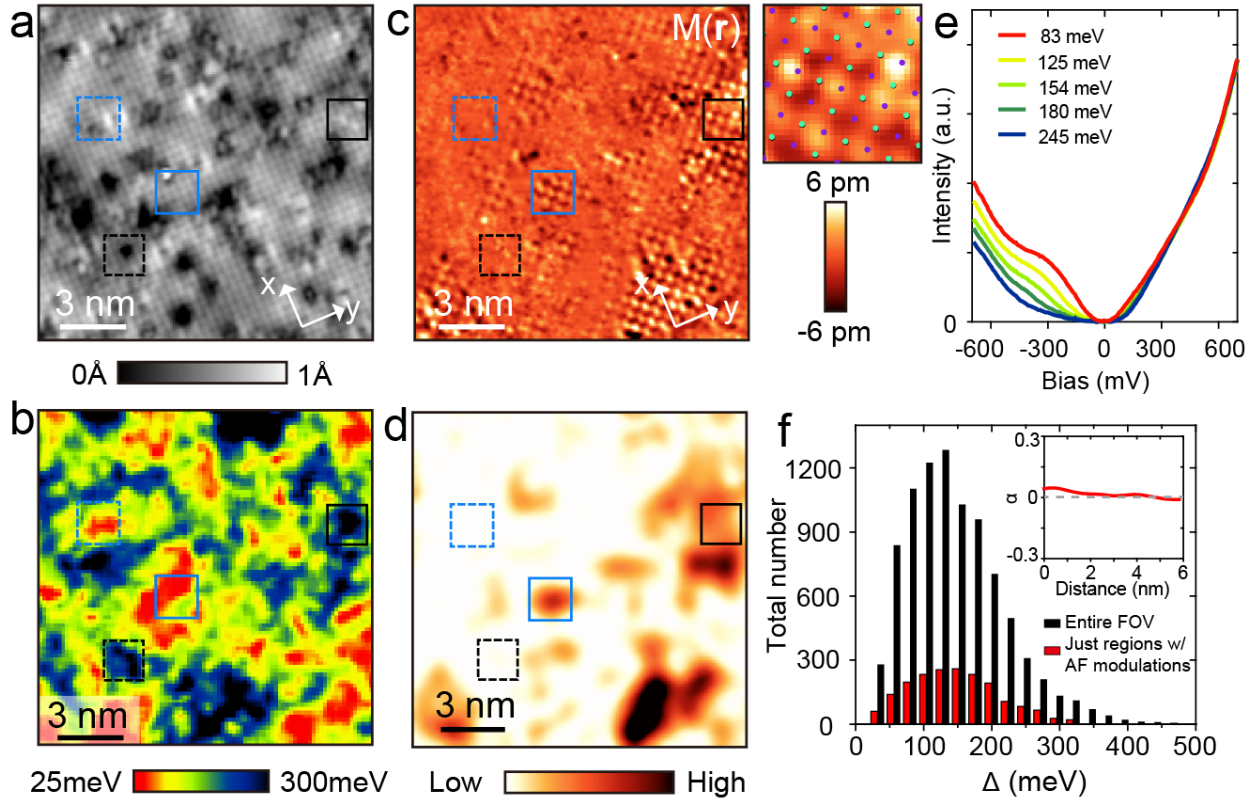 a
3 nm
x
y
0Å
1Å
c
M(r)
3 nm
x
y
6 pm
-6 pm
e
83 meV
125 meV
154 meV
180 meV
245 meV
Intensity (a.u.)
0
-600 -300 0 300 600
Bias (mV)
b
3 nm
25meV
300meV
d
3 nm
Low
High
f
Total number
1200
900
600
300
0
0 100 200 300 400 500
Δ (meV)
0.3
0
-0.3
α
0 2 4 6
Distance (nm)
Entire FOV
Just regions w/
AF modulations